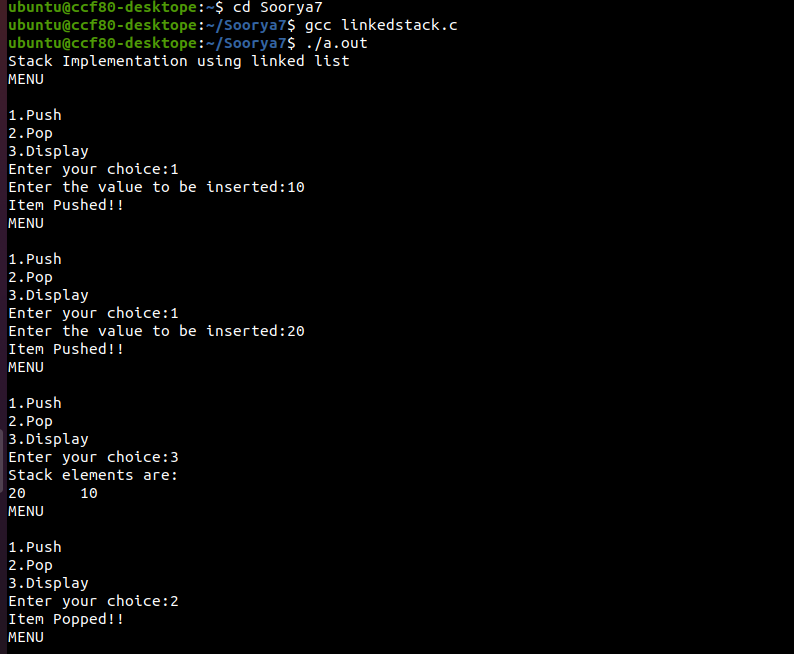 ubuntu@ccf80-desktope:~$ cd Soorya7
ubuntu@ccf80-desktope:~/Soorya7$ gcc linkedstack.c
ubuntu@ccf80-desktope:~/Soorya7$ ./a.out
Stack Implementation using linked list
MENU
1.Push
2.Pop
3.Display
Enter your choice:1
Enter the value to be inserted:10
Item Pushed!!
MENU
1.Push
2.Pop
3.Display
Enter your choice:1
Enter the value to be inserted:20
Item Pushed!!
MENU
1.Push
2.Pop
3.Display
Enter your choice:3
Stack elements are:
20      10
MENU
1.Push
2.Pop
3.Display
Enter your choice:2
Item Popped!!
MENU